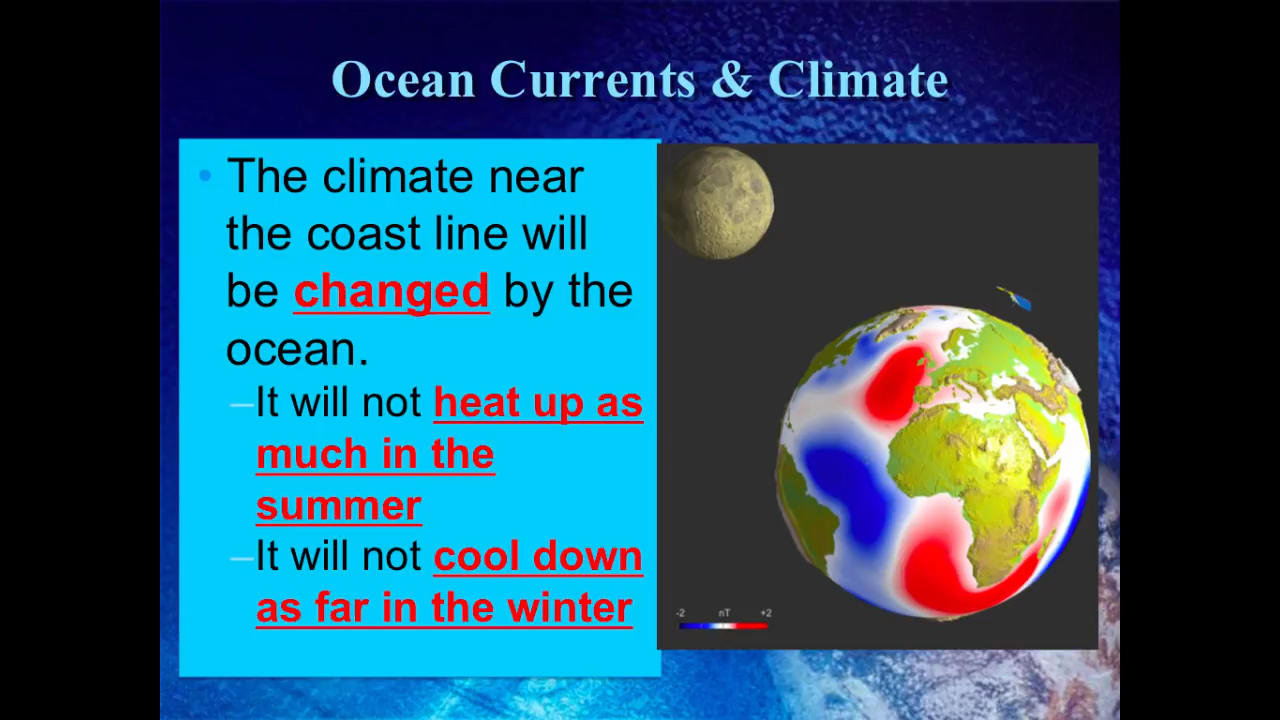 Ocean Currents & Climate
• The climate near
the coast line will
be changed by the
ocean.
–It will not heat up as
much in the
summer
–It will not cool down
as far in the winter
-2 nT +2